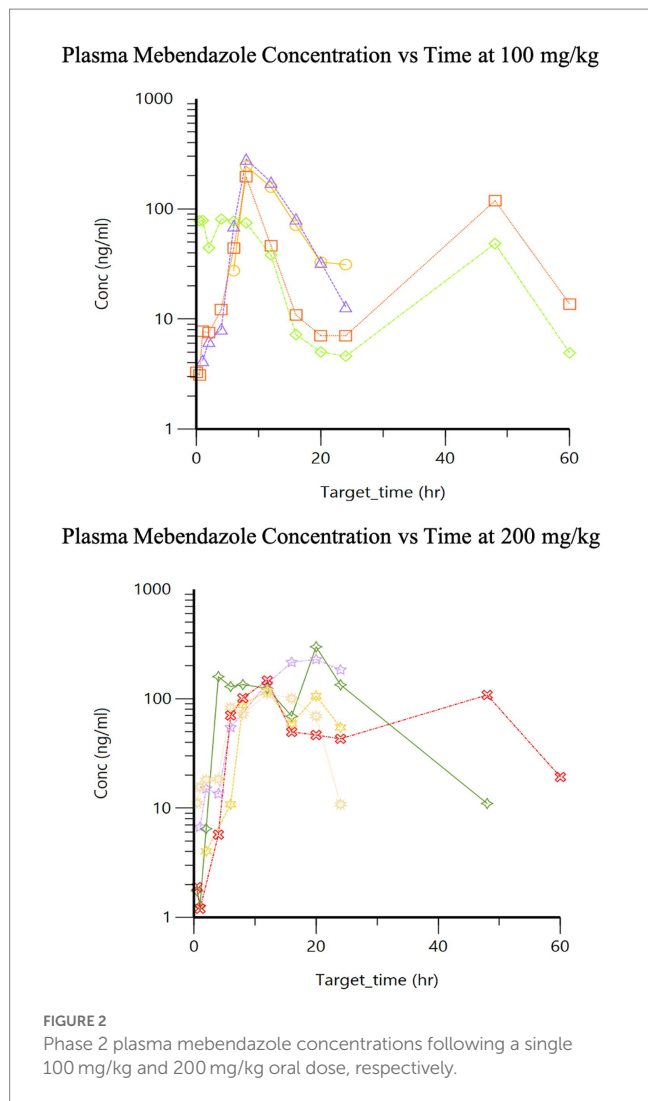 Plasma Mebendazole Concentration vs Time at 100 mg/kg
1000
100
10
1
Conc (ng/ml)
0
20
40
60
Target_time (hr)
Plasma Mebendazole Concentration vs Time at 200 mg/kg
1000
100
10
1
Conc (ng/ml)
0
20
40
60
Target_time (hr)
FIGURE 2
Phase 2 plasma mebendazole concentrations following a single
100 mg/kg and 200 mg/kg oral dose, respectively.